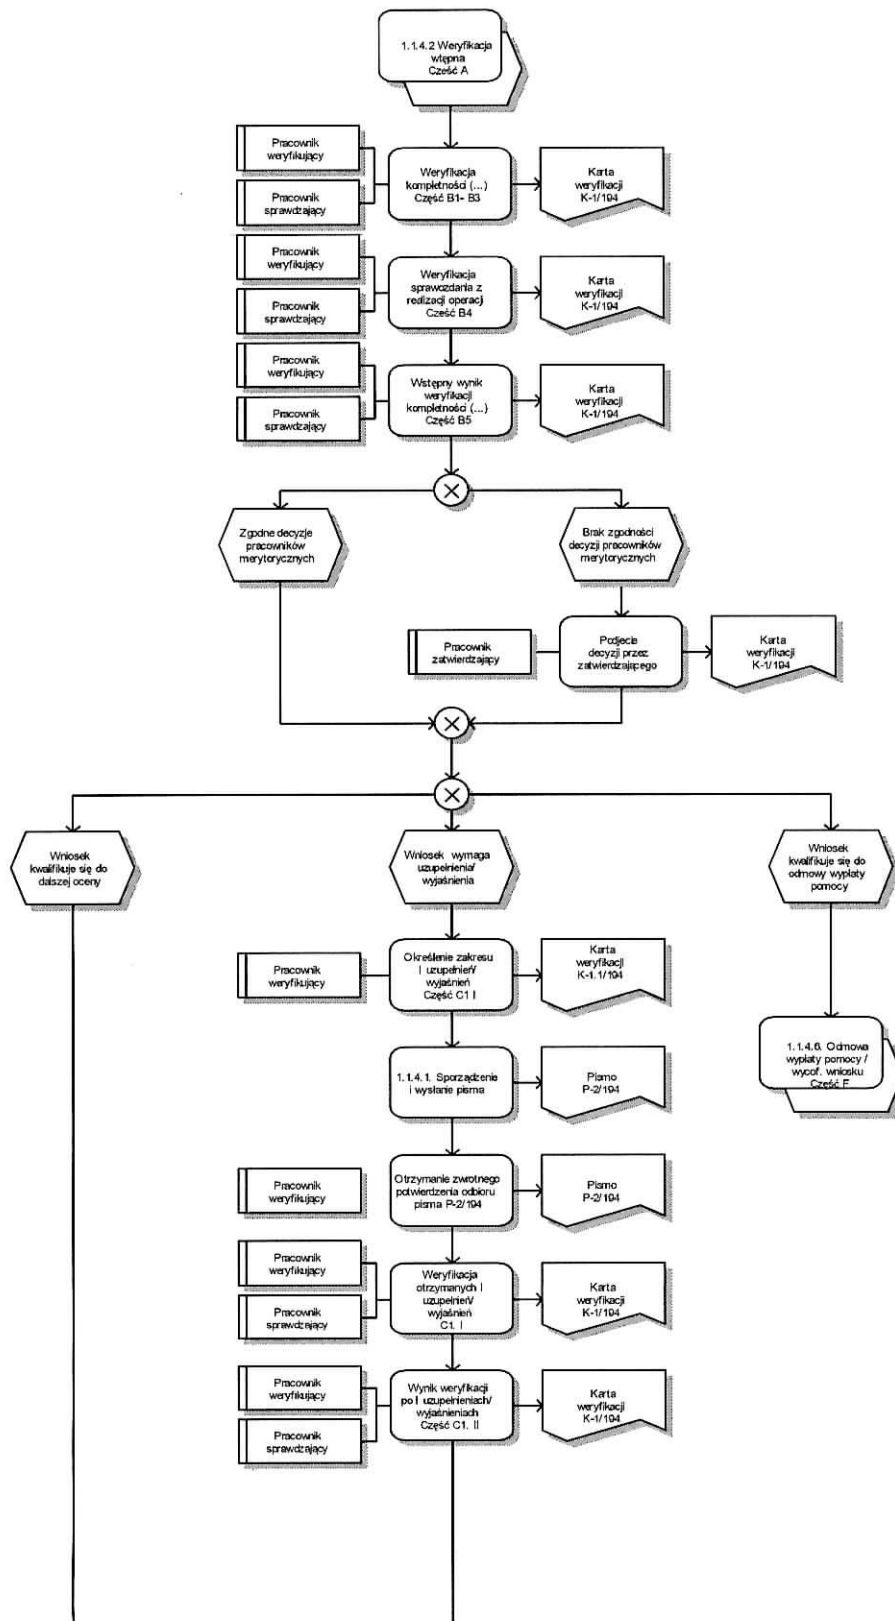 1.1.4.2 Weryfikacja
wtępna
Cześć A
Pracownik
weryfikujący
Pracownik
sprawdzający
Weryfikacja
kompletności (...)
Część B1- B3
Karta
weryfikacji
K-1/194
Pracownik
weryfikujący
Pracownik
sprawdzający
Weryfikacja
sprawozdania z
realizacji operacji
Cześć B4
Karta
weryfikacji
K-1/194
Pracownik
weryfikujący
Pracownik
sprawdzający
Wstępny wynik
weryfikacji
kompletności (...)
Część B5
Karta
weryfikacji
K-1/194
Zgodne decyzje
pracowników
merytorycznych
Brak zgodności
decyzji pracowników
merytorycznych
Pracownik
zatwierdzający
Podjecie
decyzji przez
zatwierdzającego
Karta
weryfikacji
K-1/194
Wniosek
kwalifikuje się do
dalszej oceny
Wniosek wymaga
uzupełnienia/
wyjaśnienia
Wniosek
kwalifikuje się do
odmowy wypłaty
pomocy
Pracownik
weryfikujący
Określenie zakresu
I uzupełnień/
wyjaśnień
Część C1 I
Karta
weryfikacji
K-1.1/194
1.1.4.1. Sporządzenie
i wysłanie pisma
Pismo
P-2/194
1.1.4.6. Odmowa
wypłaty pomocy /
wycof. wniosku
Część F
Pracownik
weryfikujący
Otrzymanie zwrotnego
potwierdzenia odbioru
pisma P-2/194
Pismo
P-2/194
Pracownik
weryfikujący
Pracownik
sprawdzający
Weryfikacja
otrzymanych I
uzupełnień/
wyjaśnień
C1. I
Karta
weryfikacji
K-1/194
Pracownik
weryfikujący
Pracownik
sprawdzający
Wynik weryfikacji
po I uzupełnieniach/
wyjaśnieniach
Część C1. II
Karta
weryfikacji
K-1/194